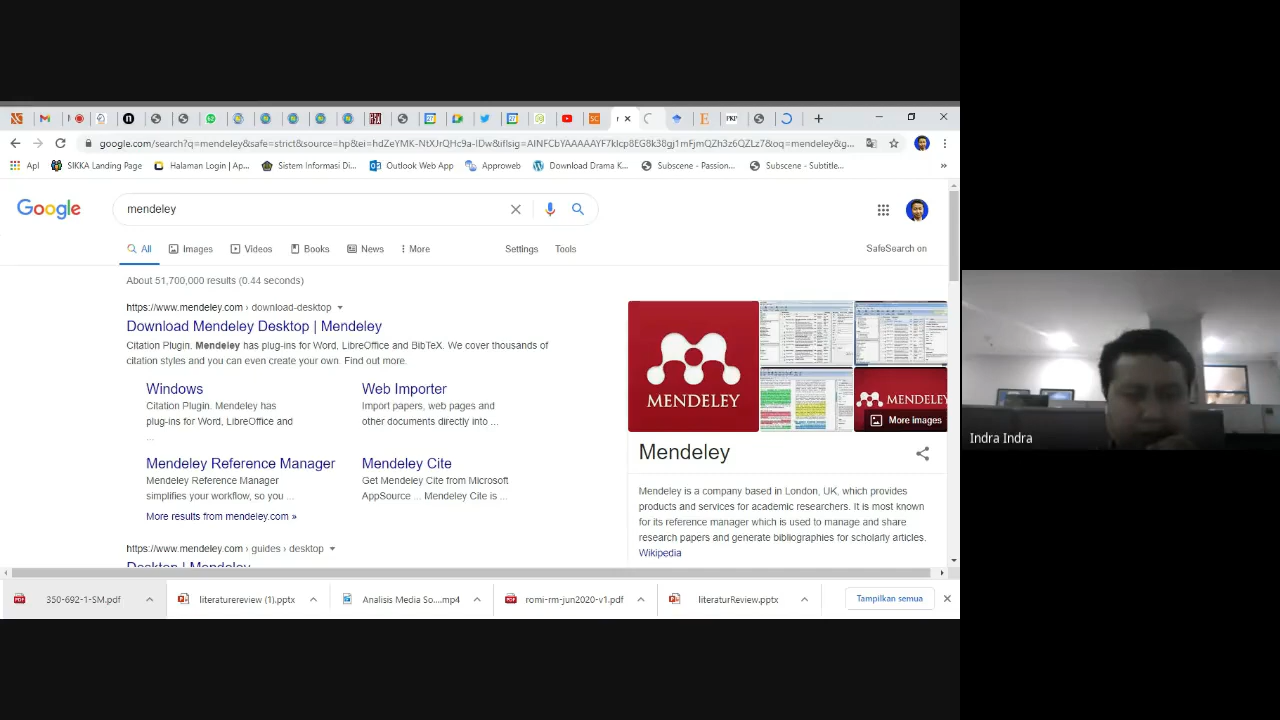 google.com/search?q=mendeley&safe=strict&source=hp&ei=
Apl
SIKKA Landing Page
Halaman Login | Ap...
Sistem Informasi Di...
Outlook Web App
Approweb
Download Drama K...
Subscene - Passion...
Subscene - Subtitle...
»
Google
mendeley
All
Images
Videos
Books
News
More
Settings
Tools
SafeSearch on
About 51,700,000 results (0.44 seconds)
https://www.mendeley.com › download-desktop
Download Mendeley Desktop | Mendeley
Citation Plugin. Mendeley has plug-ins for Word, LibreOffice and BibTeX. We cover thousands of
citation styles and you can even create your own. Find out more.
Windows
Citation Plugin. Mendeley has
plug-ins for Word, LibreOffice and
...
Web Importer
Import papers, web pages and
other documents directly into ...
Mendeley Reference Manager
Mendeley Reference Manager
simplifies your workflow, so you ...
Mendeley Cite
Get Mendeley Cite from Microsoft
AppSource ... Mendeley Cite is ...
More results from mendeley.com »
https://www.mendeley.com › guides › desktop
Desktop | Mendeley
MENDELEY
MENDELEY
More images
Mendeley
Mendeley is a company based in London, UK, which provides
products and services for academic researchers. It is most known
for its reference manager which is used to manage and share
research papers and generate bibliographies for scholarly articles.
Wikipedia
350-692-1-SM.pdf
literaturereview (1).pptx
Analisis Media So....mp4
romi-rm-jun2020-v1.pdf
literaturReview.pptx
Tampilkan semua
Indra Indra